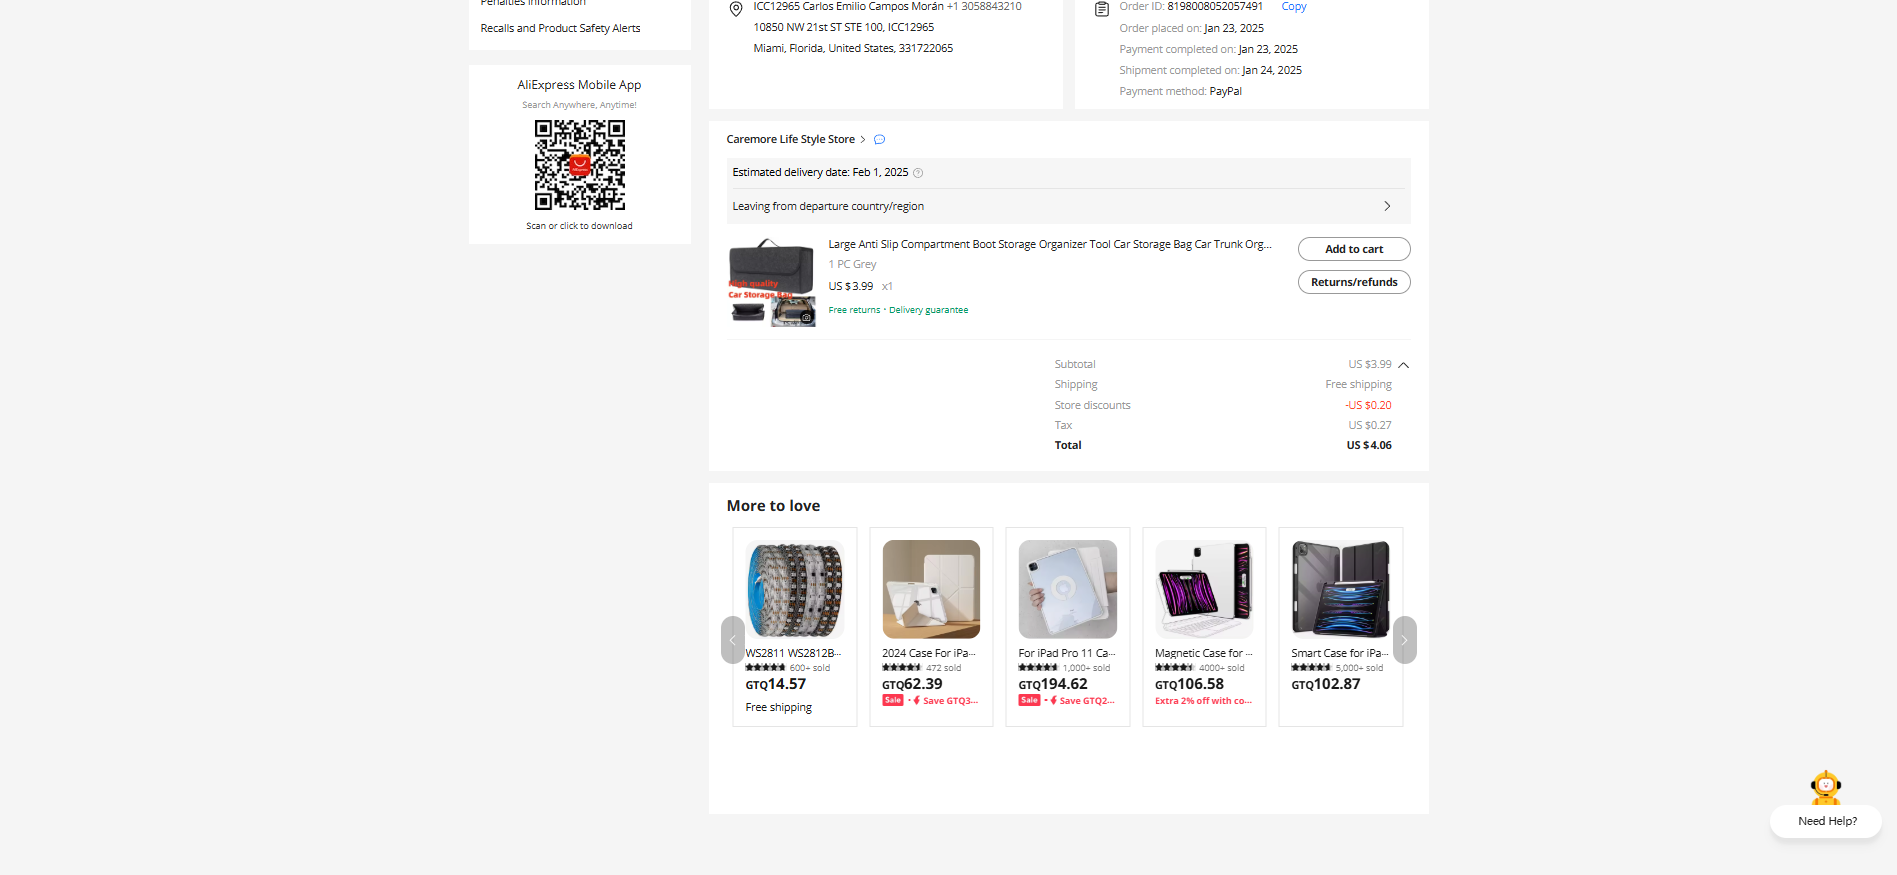 Penalties Information
Recalls and Product Safety Alerts
AliExpress Mobile App
Search Anywhere, Anytime!
Scan or click to download
ICC12965 Carlos Emilio Campos Morán +1 3058843210
10850 NW 21st ST STE 100, ICC12965
Miami, Florida, United States, 331722065
Order ID: 8198008052057491 Copy
Order placed on: Jan 23, 2025
Payment completed on: Jan 23, 2025
Shipment completed on: Jan 24, 2025
Payment method: PayPal
Caremore Life Style Store
Estimated delivery date: Feb 1, 2025
Leaving from departure country/region
High quality
Car Storage Bag
Large Anti Slip Compartment Boot Storage Organizer Tool Car Storage Bag Car Trunk Org...
1 PC Grey
US $3.99 x1
Free returns · Delivery guarantee
Add to cart
Returns/refunds
Subtotal US $3.99
Shipping Free shipping
Store discounts -US $0.20
Tax US $0.27
Total US $4.06
More to love
WS2811 WS2812B...
600+ sold
GTQ14.57
Free shipping
2024 Case For iPa...
472 sold
GTQ62.39
Sale · Save GTQ3...
For iPad Pro 11 Ca...
1,000+ sold
GTQ194.62
Sale · Save GTQ2...
Magnetic Case for ...
4000+ sold
GTQ106.58
Extra 2% off with co...
Smart Case for iPa...
5,000+ sold
GTQ102.87
Need Help?